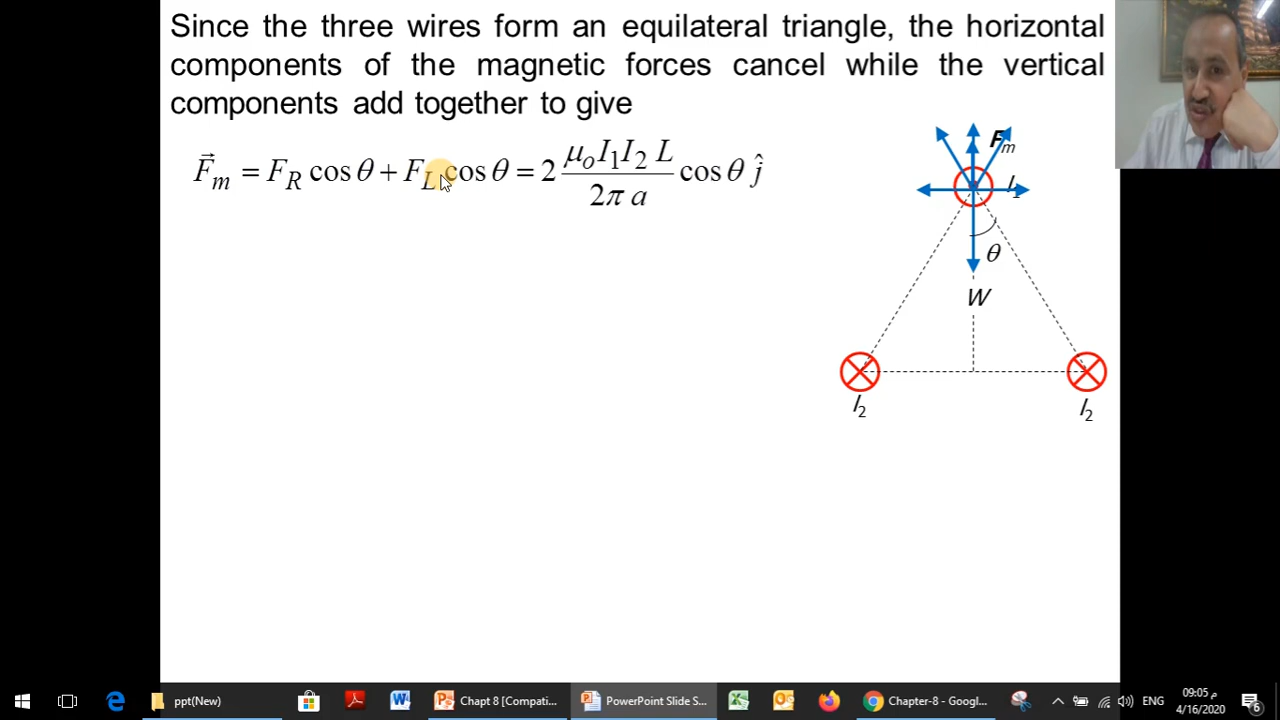 Since the three wires form an equilateral triangle, the horizontal
components of the magnetic forces cancel while the vertical
components add together to give
F⃗m = FR cos θ + FL cos θ = 2 μoI1I2 L / 2π a cos θ ĵ
Fm
I1
θ
W
I2
I2
ppt(New)
Chapt 8 [Compati...
PowerPoint Slide S...
Chapter-8 - Googl...
ENG
09:05 م
4/16/2020
6